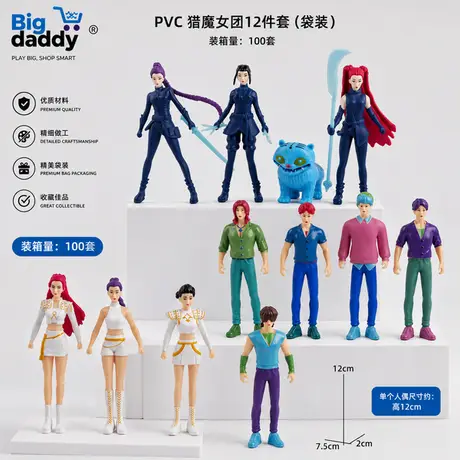 Big
daddy®
PLAY BIG, SHOP SMART
PVC 猎魔女团12件套 (袋装)
装箱量：100套
优质材料
PREMIUM QUALITY
精细做工
DETAILED CRAFTSMANSHIP
精美袋装
PREMIUM BAG PACKAGING
收藏佳品
GREAT COLLECTIBLE
装箱量：100套
12cm
7.5cm
2cm
单个人偶尺寸约：
高12cm